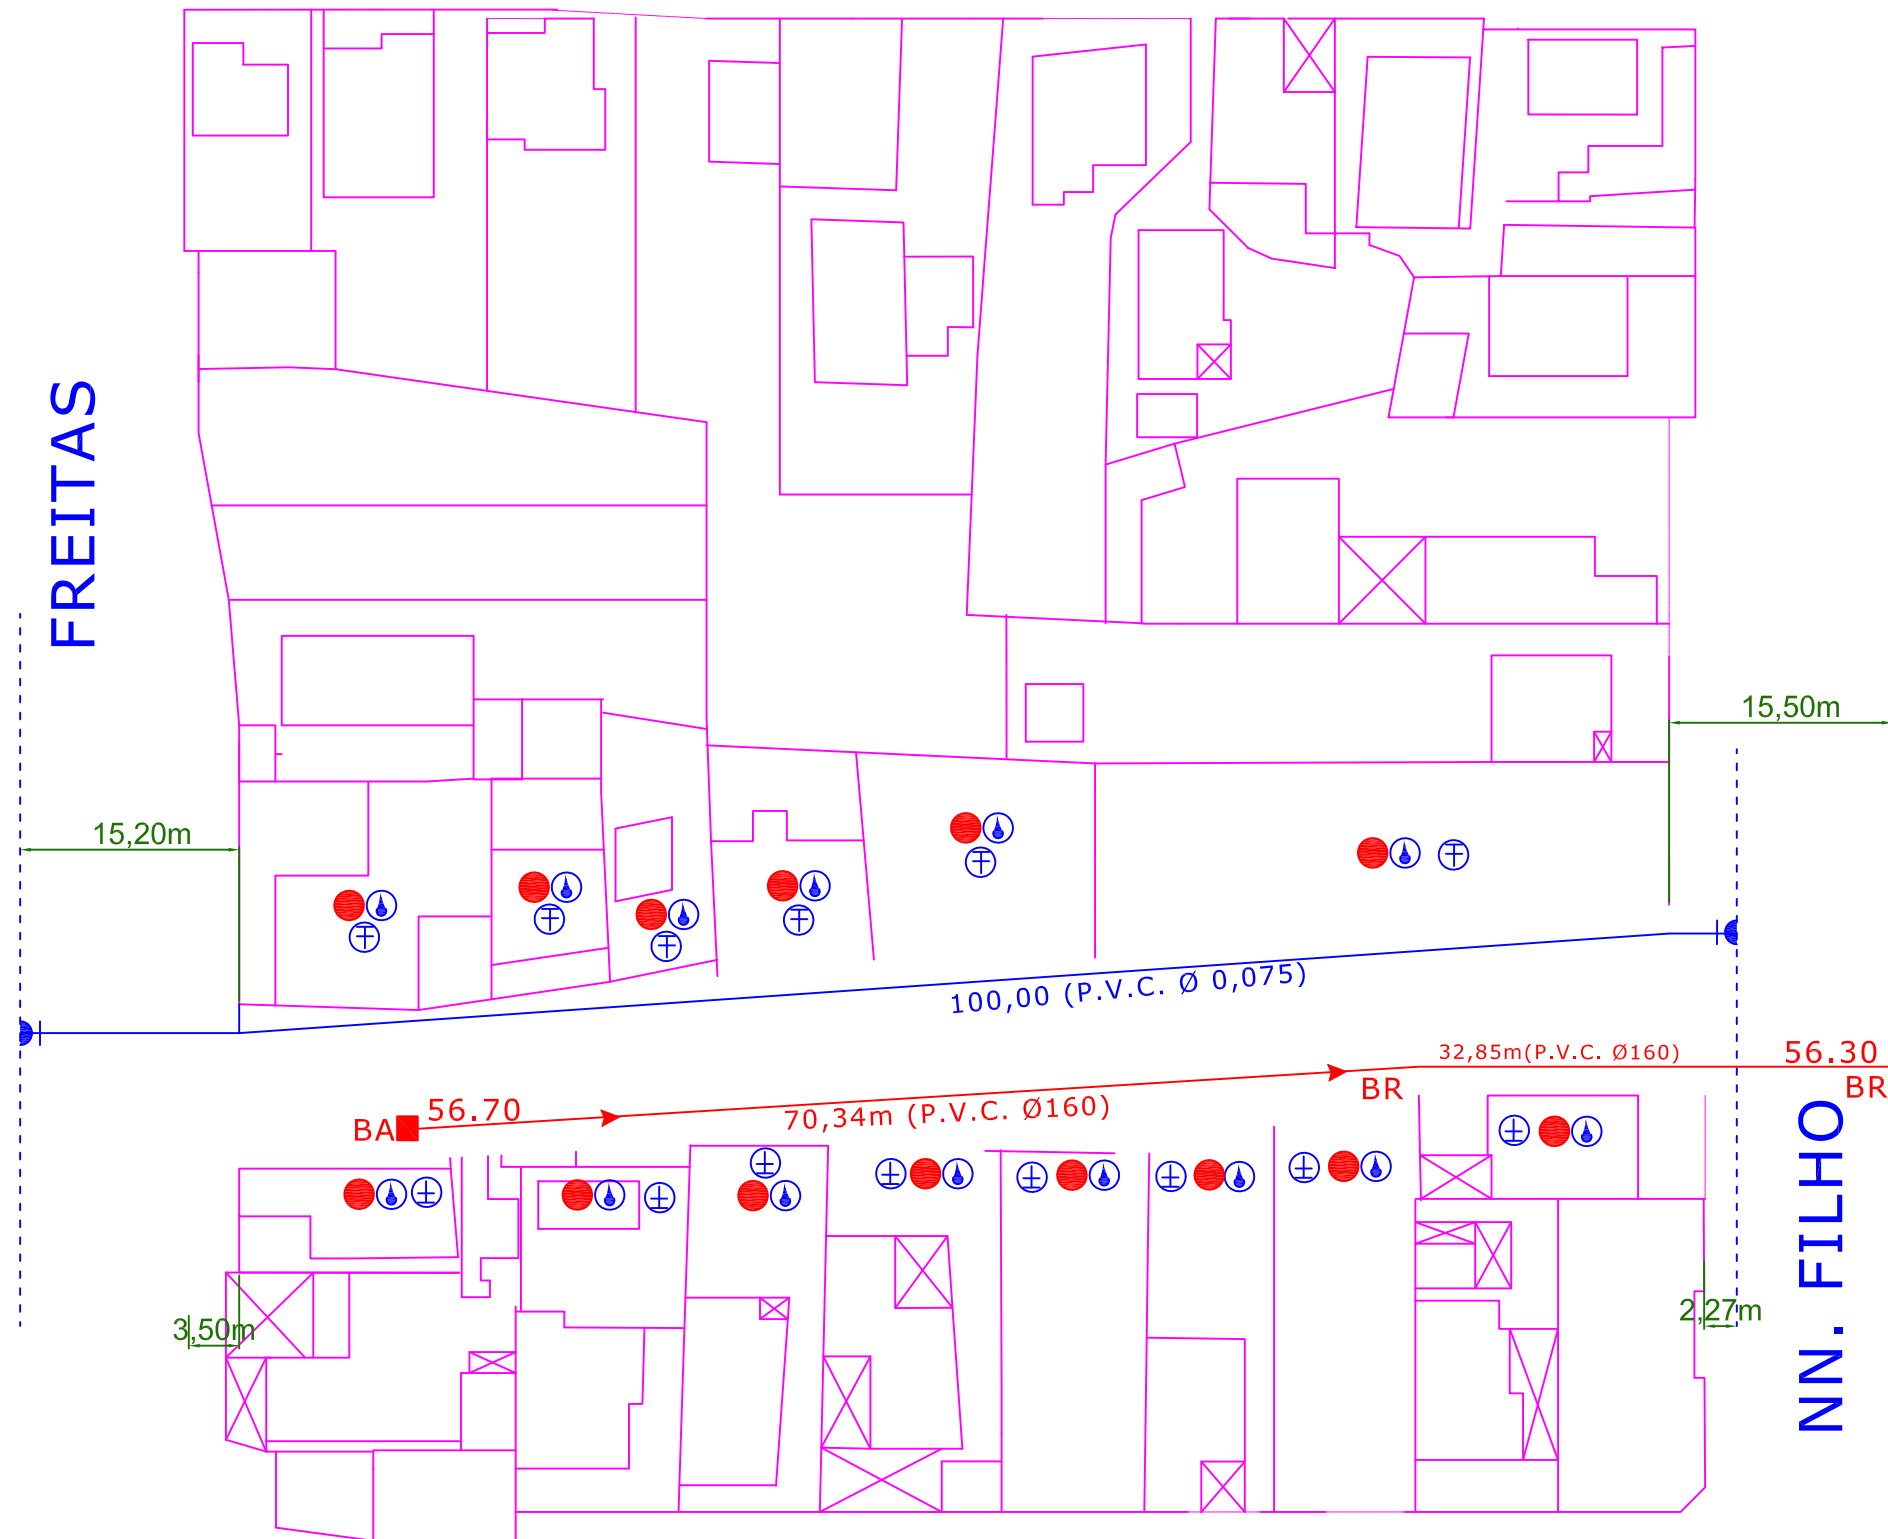 FREITAS
15,50m
15,20m
100,00 (P.V.C. Ø 0,075)
32,85m(P.V.C. Ø160)
56.30
BR
BR
56.70
BA
70,34m (P.V.C. Ø160)
NN. FILHO
3,50m
2,27m